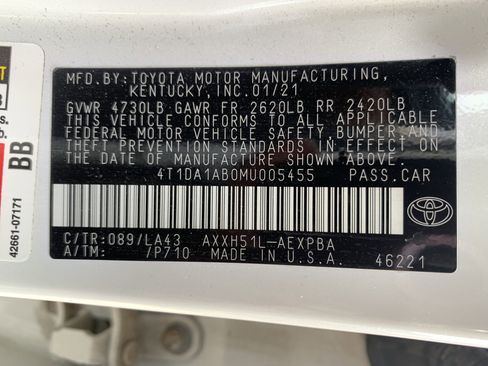 MFD.BY:TOYOTA MOTOR MANUFACTURING,
KENTUCKY,INC.01/21
GVWR 4730LB GAWR FR 2620LB RR 2420LB
THIS VEHICLE CONFORMS TO ALL APPLICABLE
FEDERAL MOTOR VEHICLE SAFETY,BUMPER,AND
THEFT PREVENTION STANDARDS IN EFFECT ON
THE DATE OF MANUFACTURE SHOWN ABOVE.
4T1DA1AB0MU005455 PASS.CAR
C/TR:089/LA43 AXXH51L-AEXPBA
A/TM: /P710 MADE IN U.S.A. 46221
BB
42661-07171